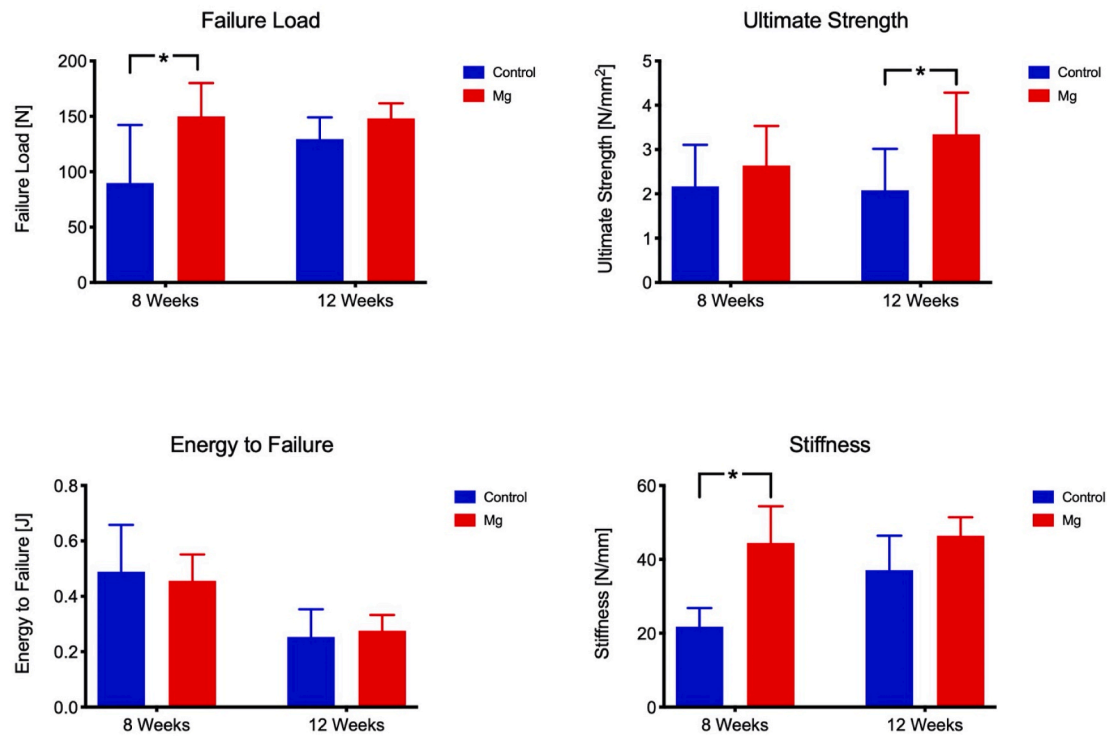 Failure Load
Failure Load [N]
200
150
100
50
0
*
8 Weeks
12 Weeks
Control
Mg
Ultimate Strength
Ultimate Strength [N/mm²]
5
4
3
2
1
0
*
8 Weeks
12 Weeks
Control
Mg
Energy to Failure
Energy to Failure [J]
0.8
0.6
0.4
0.2
0.0
8 Weeks
12 Weeks
Control
Mg
Stiffness
Stiffness [N/mm]
60
40
20
0
*
8 Weeks
12 Weeks
Control
Mg